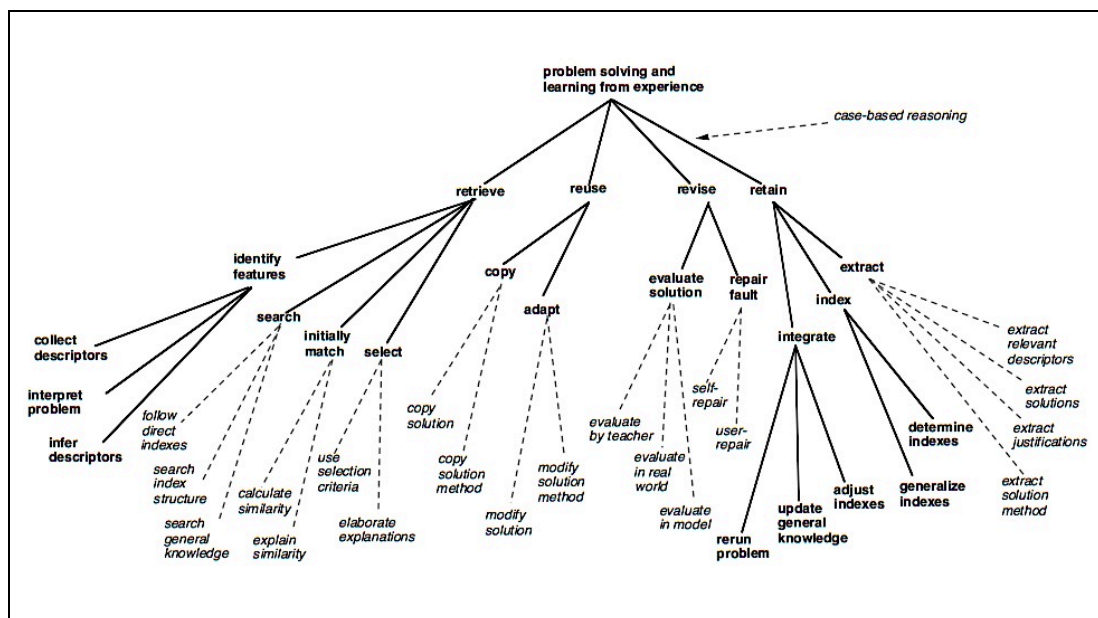 problem solving and
learning from experience
case-based reasoning
retrieve
reuse
revise
retain
identify
features
search
initially
match
select
copy
adapt
evaluate
solution
repair
fault
extract
index
integrate
collect
descriptors
interpret
problem
infer
descriptors
follow
direct
indexes
search
index
structure
search
general
knowledge
calculate
similarity
explain
similarity
use
selection
criteria
elaborate
explanations
copy
solution
copy
solution
method
modify
solution
modify
solution
method
evaluate
by teacher
evaluate
in real
world
evaluate
in model
self-
repair
user-
repair
rerun
problem
update
general
knowledge
adjust
indexes
generalize
indexes
determine
indexes
extract
relevant
descriptors
extract
solutions
extract
justifications
extract
solution
method